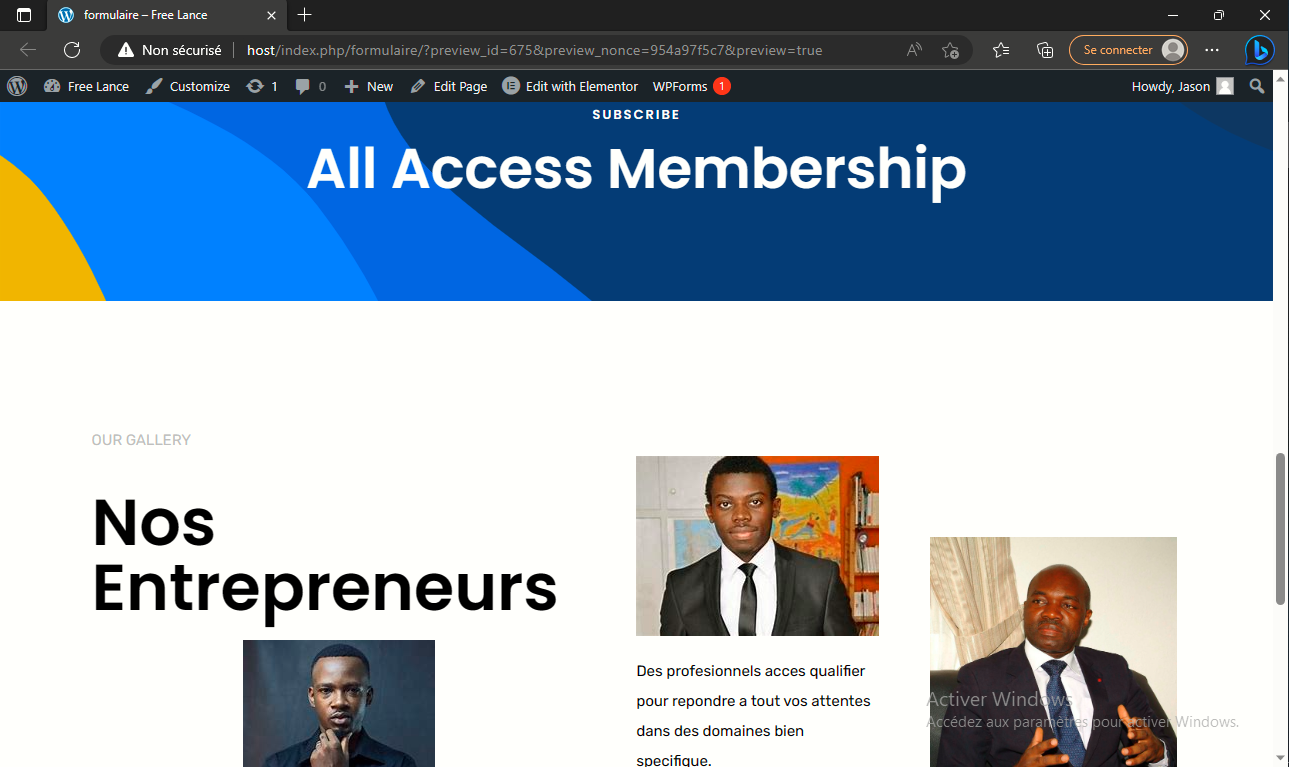 formulaire – Free Lance
Non sécurisé
host/index.php/formulaire/?preview_id=675&preview_nonce=954a97f5c7&preview=true
Se connecter
Free Lance
Customize
1
0
New
Edit Page
Edit with Elementor
WPForms 1
Howdy, Jason
SUBSCRIBE
All Access Membership
OUR GALLERY
Nos
Entrepreneurs
Des profesionnels acces qualifier
pour repondre a tout vos attentes
dans des domaines bien
specifique.
Activer Windows
Accédez aux paramètres pour activer Windows.